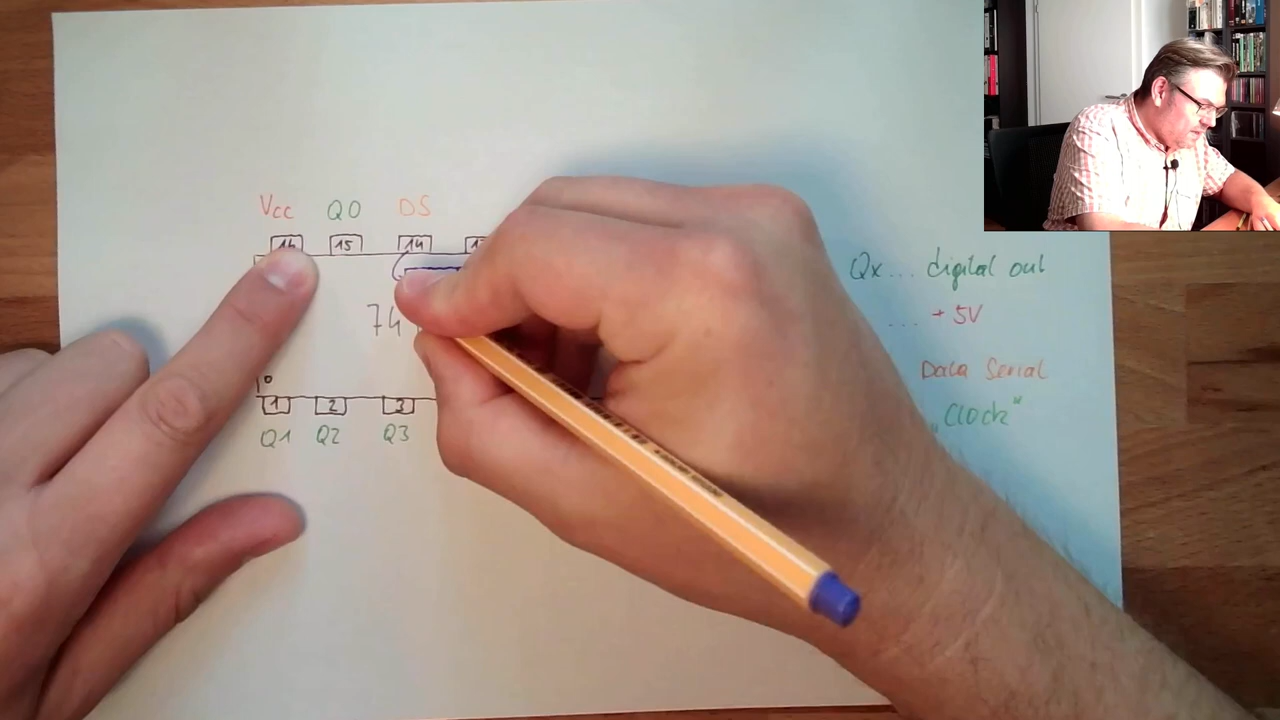 Vcc Q0 DS
15 14
Qx ... digital out
74
... +5V
Data Serial
0
1 2 3
"Clock"
Q1 Q2 Q3